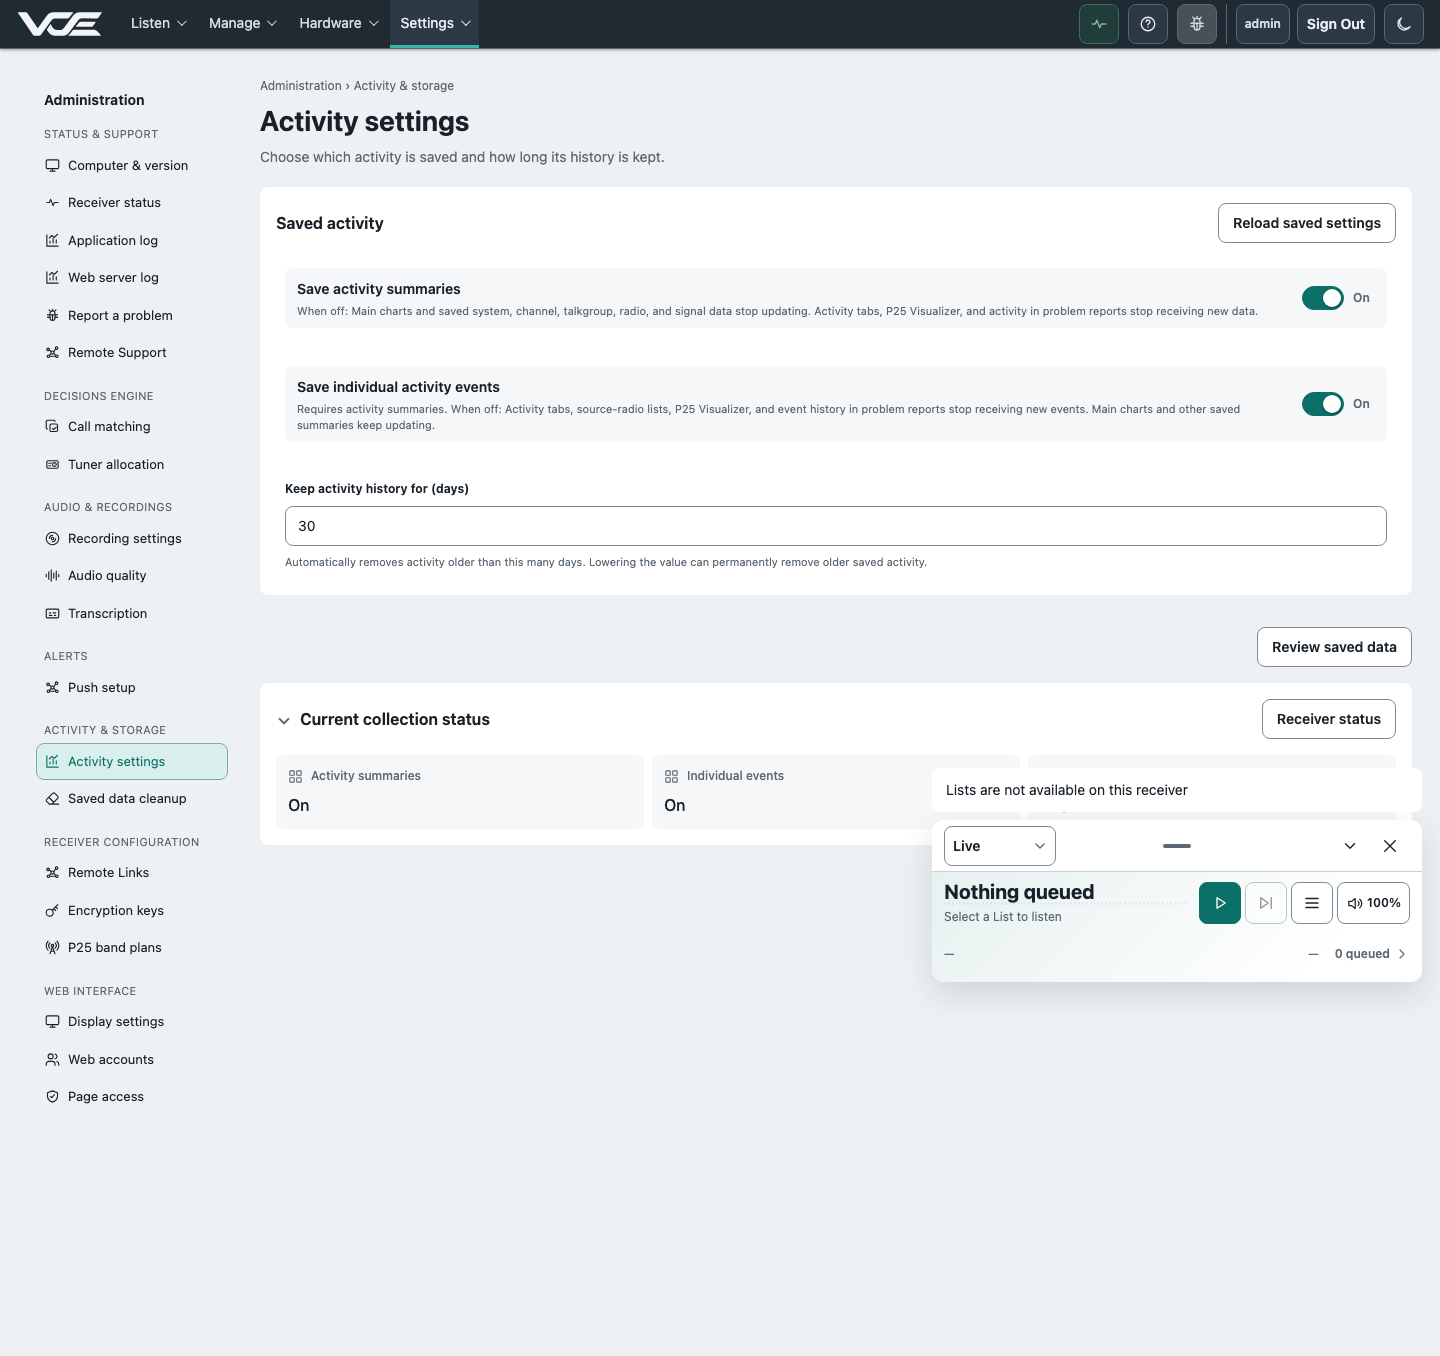 VCE
Listen
Manage
Hardware
Settings
admin
Sign Out
Administration
STATUS & SUPPORT
Computer & version
Receiver status
Application log
Web server log
Report a problem
Remote Support
DECISIONS ENGINE
Call matching
Tuner allocation
AUDIO & RECORDINGS
Recording settings
Audio quality
Transcription
ALERTS
Push setup
ACTIVITY & STORAGE
Activity settings
Saved data cleanup
RECEIVER CONFIGURATION
Remote Links
Encryption keys
P25 band plans
WEB INTERFACE
Display settings
Web accounts
Page access
Administration › Activity & storage
Activity settings
Choose which activity is saved and how long its history is kept.
Saved activity
Reload saved settings
Save activity summaries
When off: Main charts and saved system, channel, talkgroup, radio, and signal data stop updating. Activity tabs, P25 Visualizer, and activity in problem reports stop receiving new data.
On
Save individual activity events
Requires activity summaries. When off: Activity tabs, source-radio lists, P25 Visualizer, and event history in problem reports stop receiving new events. Main charts and other saved
summaries keep updating.
On
Keep activity history for (days)
30
Automatically removes activity older than this many days. Lowering the value can permanently remove older saved activity.
Review saved data
Current collection status
Receiver status
Activity summaries
On
Individual events
On
Lists are not available on this receiver
Live
Nothing queued
Select a List to listen
100%
—
—
0 queued